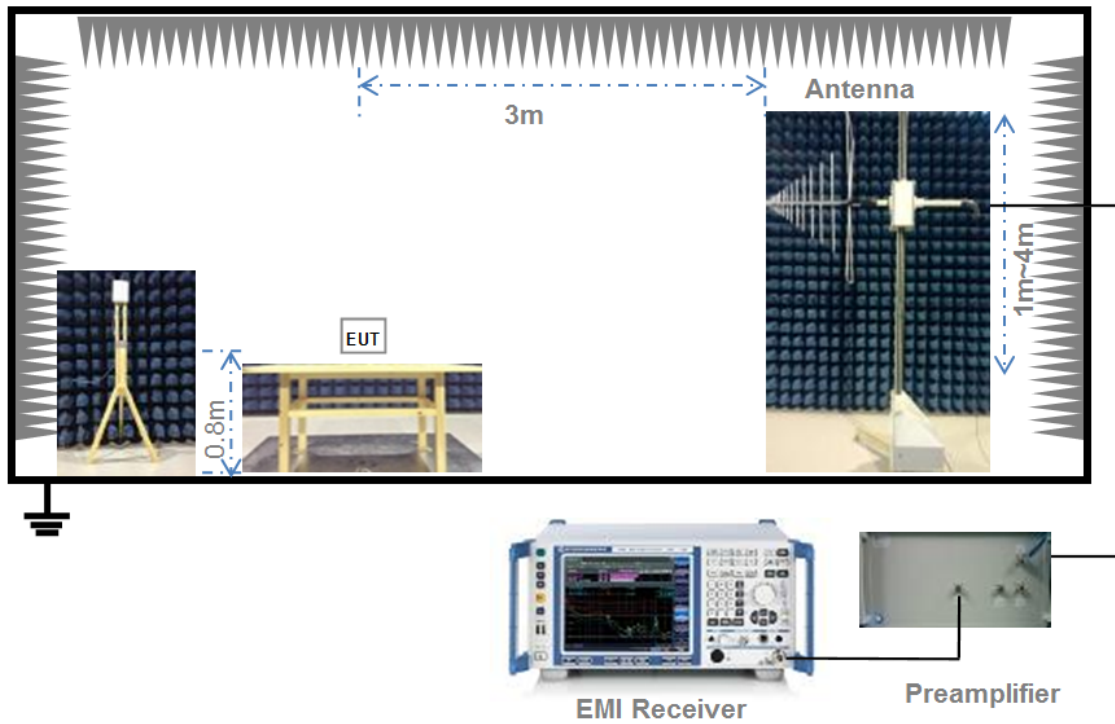 Antenna
3m
1m~4m
EUT
0.8m
EMI Receiver
Preamplifier